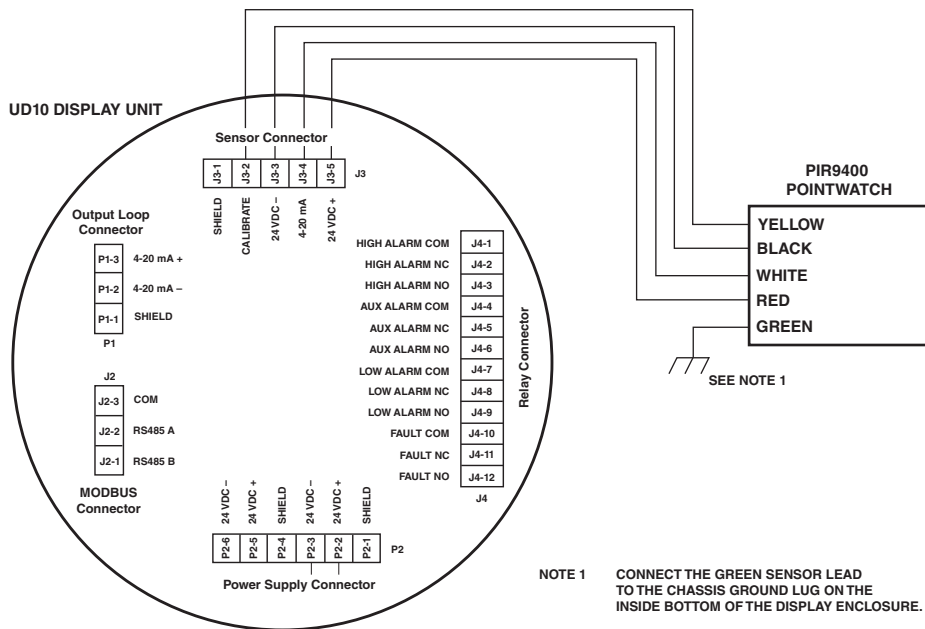 UD10 DISPLAY UNIT
Sensor Connector
J3-1 J3-2 J3-3 J3-4 J3-5 J3
SHIELD
CALIBRATE
24 VDC –
4-20 mA
24 VDC +
PIR9400
POINTWATCH
YELLOW
BLACK
WHITE
RED
GREEN
SEE NOTE 1
Output Loop
Connector
P1-3 4-20 mA +
P1-2 4-20 mA –
P1-1 SHIELD
P1
J2
J2-3 COM
J2-2 RS485 A
J2-1 RS485 B
MODBUS
Connector
HIGH ALARM COM J4-1
HIGH ALARM NC J4-2
HIGH ALARM NO J4-3
AUX ALARM COM J4-4
AUX ALARM NC J4-5
AUX ALARM NO J4-6
LOW ALARM COM J4-7
LOW ALARM NC J4-8
LOW ALARM NO J4-9
FAULT COM J4-10
FAULT NC J4-11
FAULT NO J4-12
J4
Relay Connector
24 VDC –
24 VDC +
SHIELD
24 VDC –
24 VDC +
SHIELD
P2-6 P2-5 P2-4 P2-3 P2-2 P2-1 P2
Power Supply Connector
NOTE 1 CONNECT THE GREEN SENSOR LEAD
TO THE CHASSIS GROUND LUG ON THE
INSIDE BOTTOM OF THE DISPLAY ENCLOSURE.